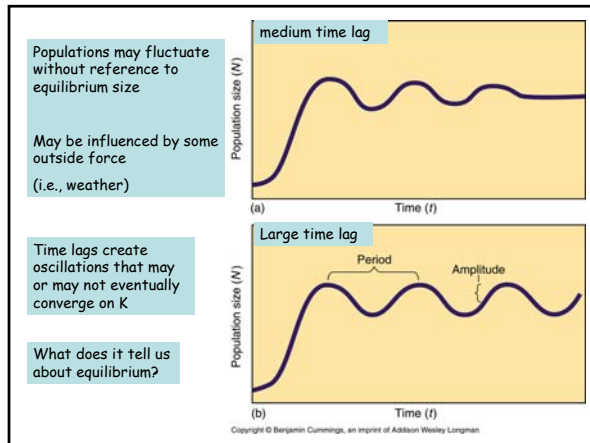 Populations may fluctuate
without reference to
equilibrium size
May be influenced by some
outside force
(i.e., weather)
Time lags create
oscillations that may
or may not eventually
converge on K
What does it tell us
about equilibrium?
medium time lag
Population size (N)
(a)
Time (t)
Large time lag
Period
Amplitude
Population size (N)
(b)
Time (t)
Copyright © Benjamin Cummings, an imprint of Addison Wesley Longman